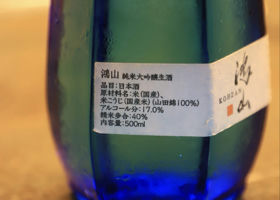 鴻山 純米大吟醸生酒
品目:日本酒
原材料名:米(国産)、
米こうじ(国産米)(山田錦100%)
アルコール分:17.0%
精米歩合:40%
内容量:500ml
鴻山
KOHZAN